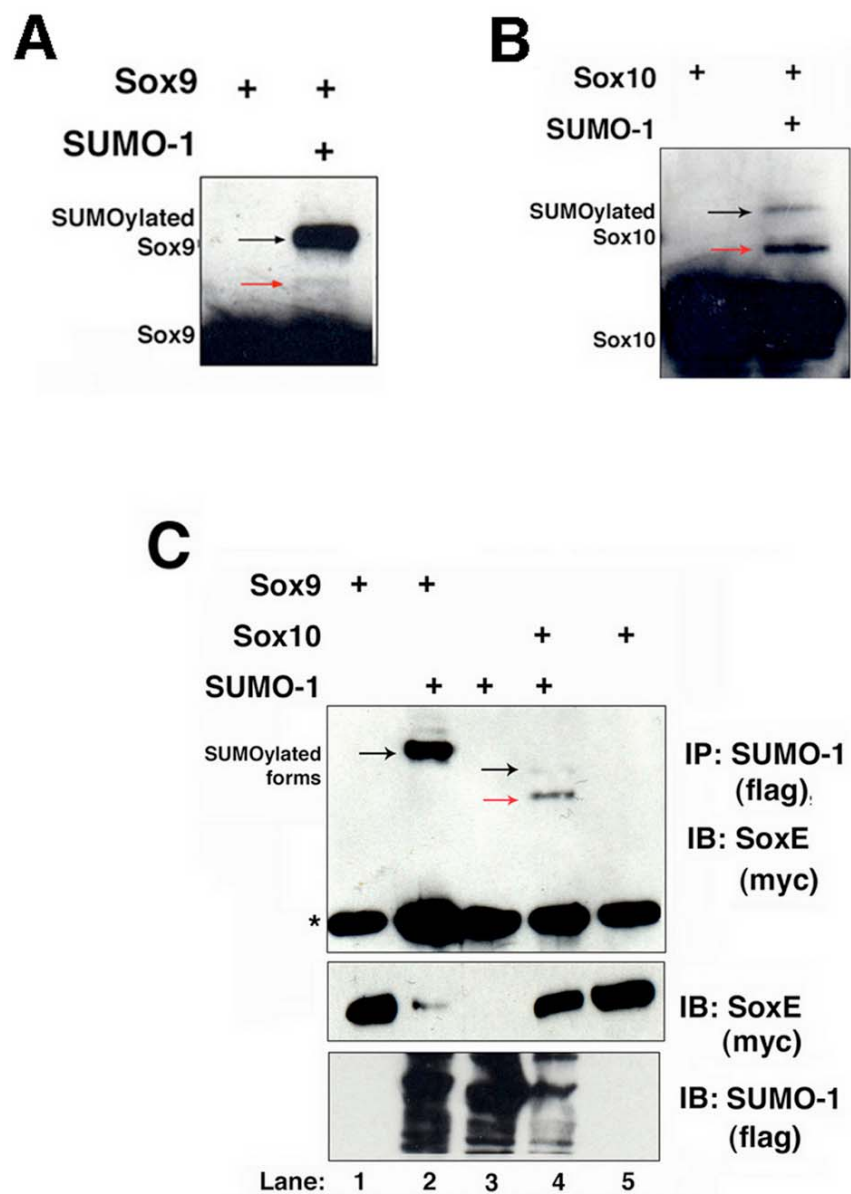 A
Sox9 + +
SUMO-1 +
SUMOylated
Sox9
Sox9
B
Sox10 + +
SUMO-1 +
SUMOylated
Sox10
Sox10
C
Sox9 + +
Sox10 + +
SUMO-1 + + +
SUMOylated
forms
*
IP: SUMO-1
(flag)
IB: SoxE
(myc)
IB: SoxE
(myc)
IB: SUMO-1
(flag)
Lane: 1 2 3 4 5